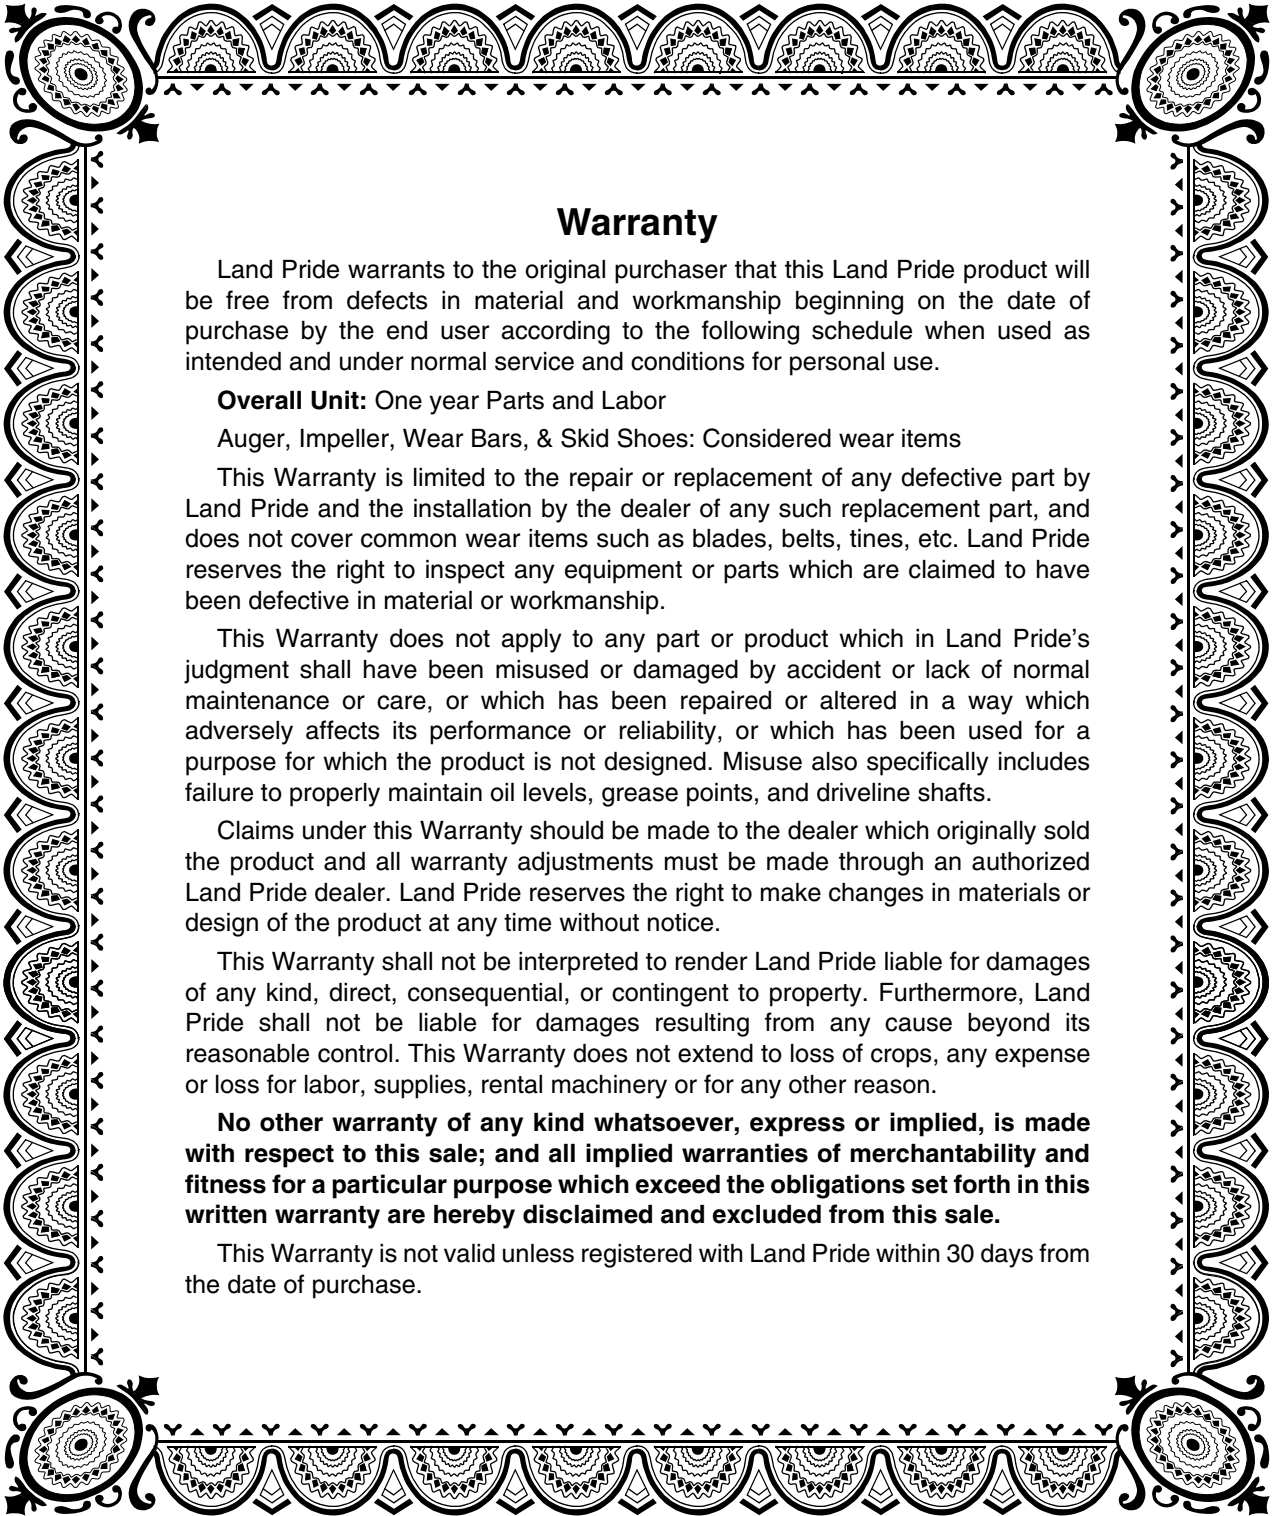 Warranty
Land Pride warrants to the original purchaser that this Land Pride product will
be free from defects in material and workmanship beginning on the date of
purchase by the end user according to the following schedule when used as
intended and under normal service and conditions for personal use.
Overall Unit: One year Parts and Labor
Auger, Impeller, Wear Bars, & Skid Shoes: Considered wear items
This Warranty is limited to the repair or replacement of any defective part by
Land Pride and the installation by the dealer of any such replacement part, and
does not cover common wear items such as blades, belts, tines, etc. Land Pride
reserves the right to inspect any equipment or parts which are claimed to have
been defective in material or workmanship.
This Warranty does not apply to any part or product which in Land Pride’s
judgment shall have been misused or damaged by accident or lack of normal
maintenance or care, or which has been repaired or altered in a way which
adversely affects its performance or reliability, or which has been used for a
purpose for which the product is not designed. Misuse also specifically includes
failure to properly maintain oil levels, grease points, and driveline shafts.
Claims under this Warranty should be made to the dealer which originally sold
the product and all warranty adjustments must be made through an authorized
Land Pride dealer. Land Pride reserves the right to make changes in materials or
design of the product at any time without notice.
This Warranty shall not be interpreted to render Land Pride liable for damages
of any kind, direct, consequential, or contingent to property. Furthermore, Land
Pride shall not be liable for damages resulting from any cause beyond its
reasonable control. This Warranty does not extend to loss of crops, any expense
or loss for labor, supplies, rental machinery or for any other reason.
No other warranty of any kind whatsoever, express or implied, is made
with respect to this sale; and all implied warranties of merchantability and
fitness for a particular purpose which exceed the obligations set forth in this
written warranty are hereby disclaimed and excluded from this sale.
This Warranty is not valid unless registered with Land Pride within 30 days from
the date of purchase.